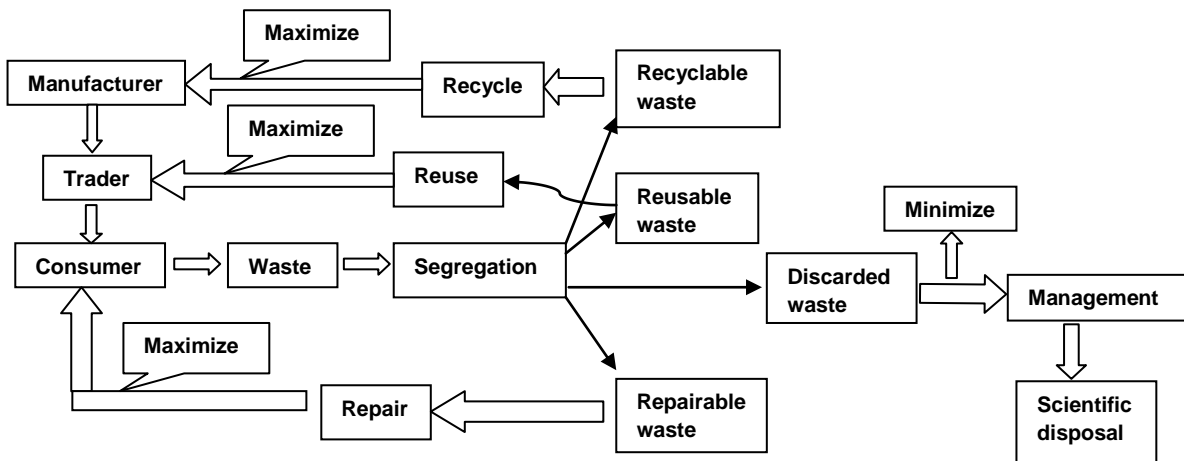 Maximize
Manufacturer
Recycle
Recyclable
waste
Maximize
Trader
Reuse
Reusable
waste
Minimize
Consumer
Waste
Segregation
Discarded
waste
Management
Maximize
Repair
Repairable
waste
Scientific
disposal